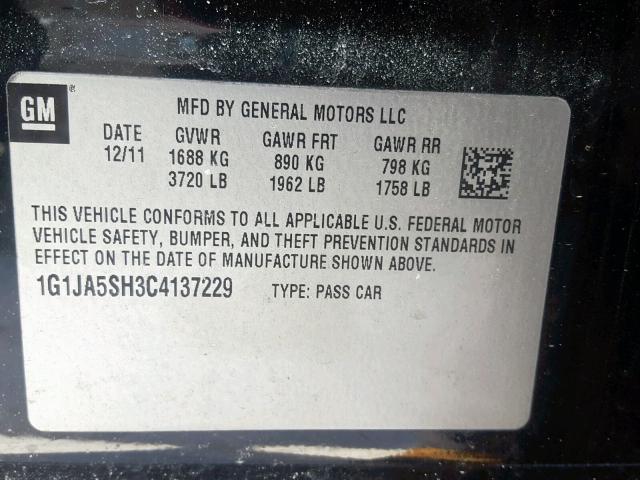 GM ®
MFD BY GENERAL MOTORS LLC
DATE GVWR GAWR FRT GAWR RR
12/11 1688 KG 890 KG 798 KG
3720 LB 1962 LB 1758 LB
THIS VEHICLE CONFORMS TO ALL APPLICABLE U.S. FEDERAL MOTOR
VEHICLE SAFETY, BUMPER, AND THEFT PREVENTION STANDARDS IN
EFFECT ON THE DATE OF MANUFACTURE SHOWN ABOVE.
1G1JA5SH3C4137229 TYPE: PASS CAR